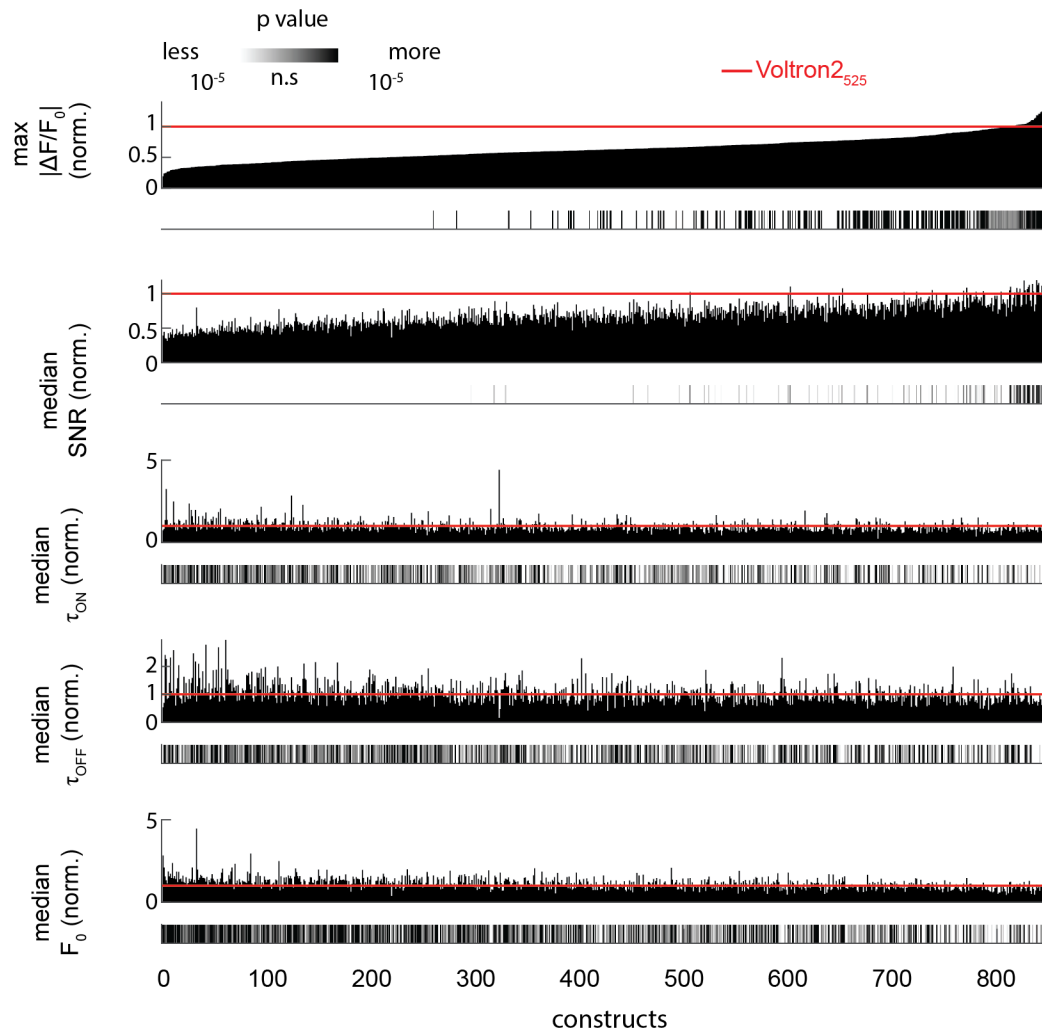 p value
less more
10⁻⁵ n.s 10⁻⁵
Voltron2₅₂₅
max
|ΔF/F₀|
(norm.)
1
0.5
0
median
SNR (norm.)
1
0.5
0
median
τON (norm.)
5
0
median
τOFF (norm.)
2
1
0
median
F₀ (norm.)
5
0
0 100 200 300 400 500 600 700 800
constructs